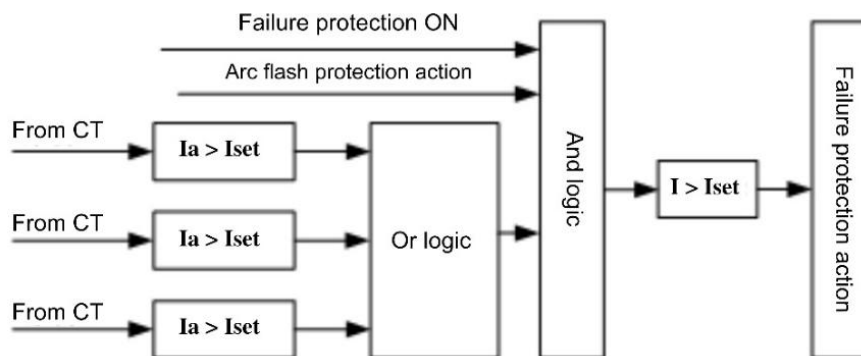 Failure protection ON
Arc flash protection action
From CT
Ia > Iset
From CT
Ia > Iset
From CT
Ia > Iset
Or logic
And logic
I > Iset
Failure protection action